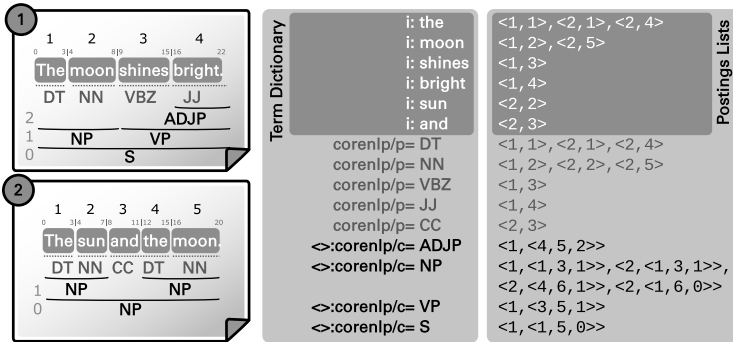 1
1 2 3 4
0 3|4 8|9 15|16 22
The moon shines bright.
DT NN VBZ JJ
2 ADJP
1 NP VP
0 S
2
1 2 3 4 5
0 3|4 7|8 11|12 15|16 20
The sun and the moon.
DT NN CC DT NN
1 NP NP
0 NP
Term Dictionary
i: the
i: moon
i: shines
i: bright
i: sun
i: and
corenlp/p= DT
corenlp/p= NN
corenlp/p= VBZ
corenlp/p= JJ
corenlp/p= CC
<>:corenlp/c= ADJP
<>:corenlp/c= NP
<>:corenlp/c= VP
<>:corenlp/c= S
Postings Lists
<1,1>,<2,1>,<2,4>
<1,2>,<2,5>
<1,3>
<1,4>
<2,2>
<2,3>
<1,1>,<2,1>,<2,4>
<1,2>,<2,2>,<2,5>
<1,3>
<1,4>
<2,3>
<1,<4,5,2>>
<1,<1,3,1>>,<2,<1,3,1>>,
<2,<4,6,1>>,<2,<1,6,0>>
<1,<3,5,1>>
<1,<1,5,0>>